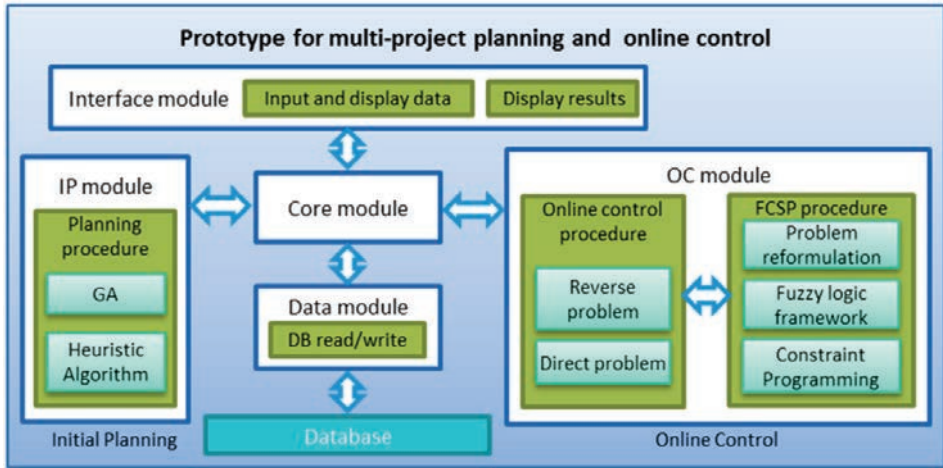 Prototype for multi-project planning and online control
Interface module
Input and display data
Display results
IP module
Planning
procedure
GA
Heuristic
Algorithm
Initial Planning
Core module
Data module
DB read/write
Database
OC module
Online control
procedure
Reverse
problem
Direct problem
FCSP procedure
Problem
reformulation
Fuzzy logic
framework
Constraint
Programming
Online Control